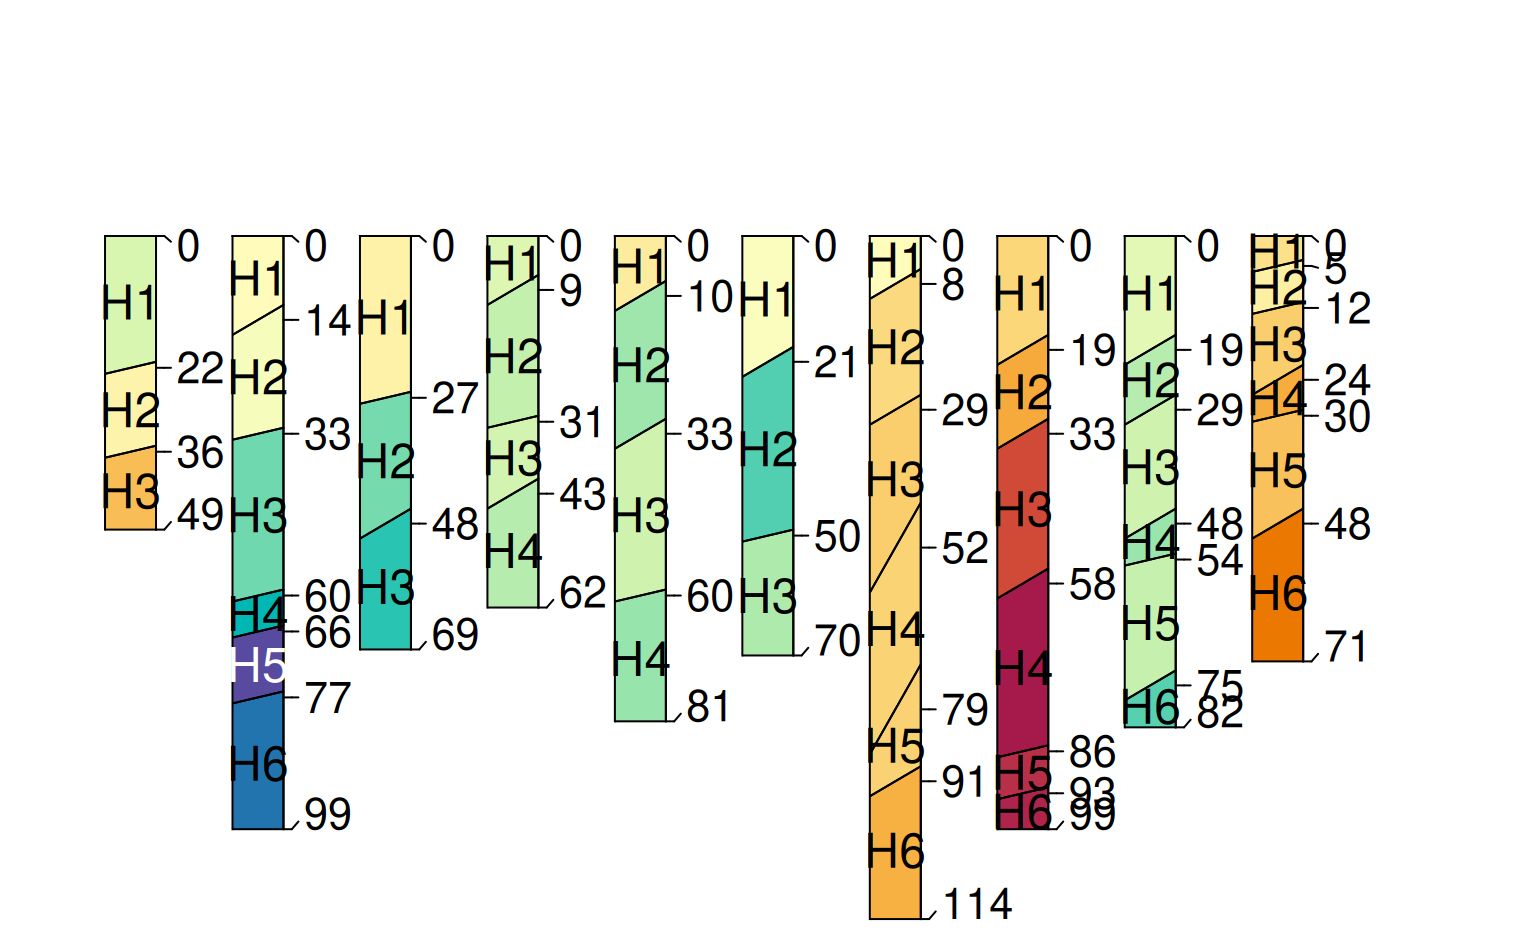 H1 H2 H3
0 22 36 49
H1 H2 H3 H4 H5 H6
0 14 33 60 66 77 99
H1 H2 H3
0 27 48 69
H1 H2 H3 H4
0 9 31 43 62
H1 H2 H3 H4
0 10 33 60 81
H1 H2 H3
0 21 50 70
H1 H2 H3 H4 H5 H6
0 8 29 52 79 91 114
H1 H2 H3 H4 H5 H6
0 19 33 58 86 93 99
H1 H2 H3 H4 H5 H6
0 19 29 48 54 75 82
H1 H2 H3 H4 H5 H6
0 5 12 24 30 48 71